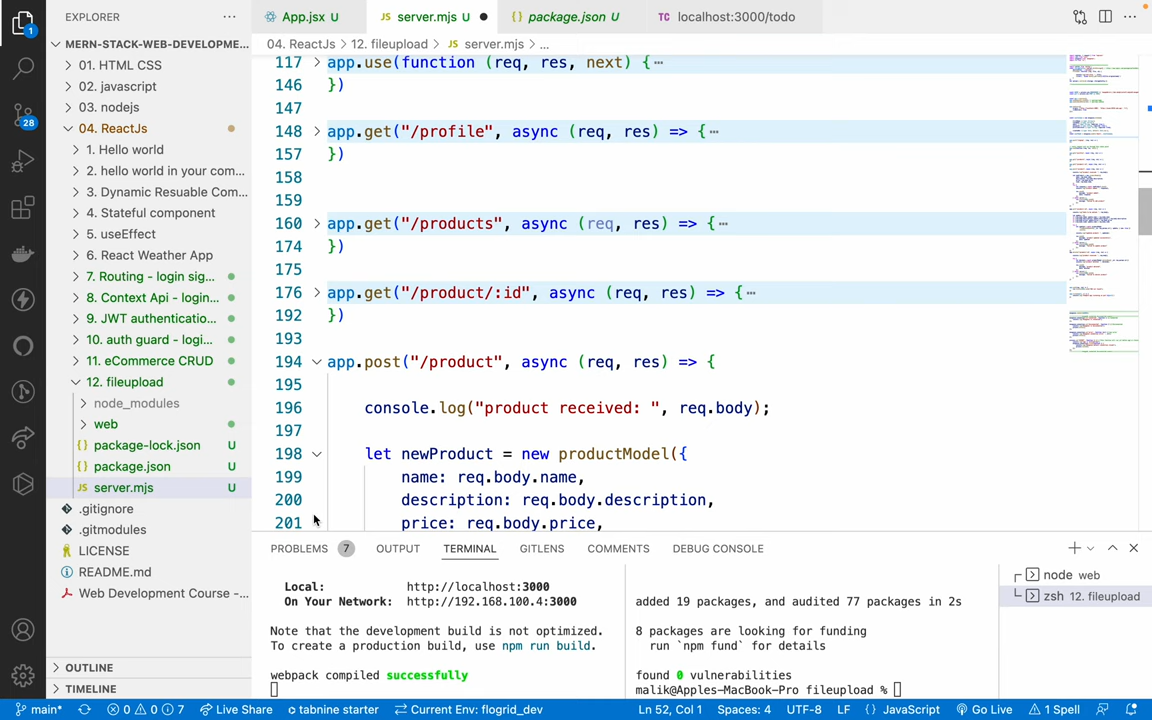 EXPLORER
App.jsx U
server.mjs U
package.json U
TC localhost:3000/todo
MERN-STACK-WEB-DEVELOPME...
01. HTML CSS
02. javascript
03. nodejs
04. ReactJs
1. Hello world
2. hello world in your com...
3. Dynamic Resuable Com...
4. Stateful component
5. useEffect
6. React Weather App
7. Routing - login sig...
8. Context Api - login...
9. JWT authenticatio...
10. auth guard - logi...
11. eCommerce CRUD
12. fileupload
node_modules
web
package-lock.json U
package.json U
JS server.mjs U
.gitignore
.gitmodules
LICENSE
README.md
Web Development Course -...
OUTLINE
TIMELINE
1
28
04. ReactJs > 12. fileupload > JS server.mjs > ...
117 app.use(function (req, res, next) {
146 })
147
148 app.get("/profile", async (req, res) => {
157 })
158
159
160 app.get("/products", async (req, res) => {
174 })
175
176 app.get("/product/:id", async (req, res) => {
192 })
193
194 app.post("/product", async (req, res) => {
195
196 console.log("product received: ", req.body);
197
198 let newProduct = new productModel({
199 name: req.body.name,
200 description: req.body.description,
201 price: req.body.price,
PROBLEMS 7 OUTPUT TERMINAL GITLENS COMMENTS DEBUG CONSOLE
Local: http://localhost:3000
On Your Network: http://192.168.100.4:3000
Note that the development build is not optimized.
To create a production build, use npm run build.
webpack compiled successfully
added 19 packages, and audited 77 packages in 2s
8 packages are looking for funding
run `npm fund` for details
found 0 vulnerabilities
malik@Apples-MacBook-Pro fileupload %
node web
zsh 12. fileupload
main* 0 0 7 Live Share tabnine starter Current Env: flogrid_dev Ln 52, Col 1 Spaces: 4 UTF-8 LF {} JavaScript Go Live 1 Spell